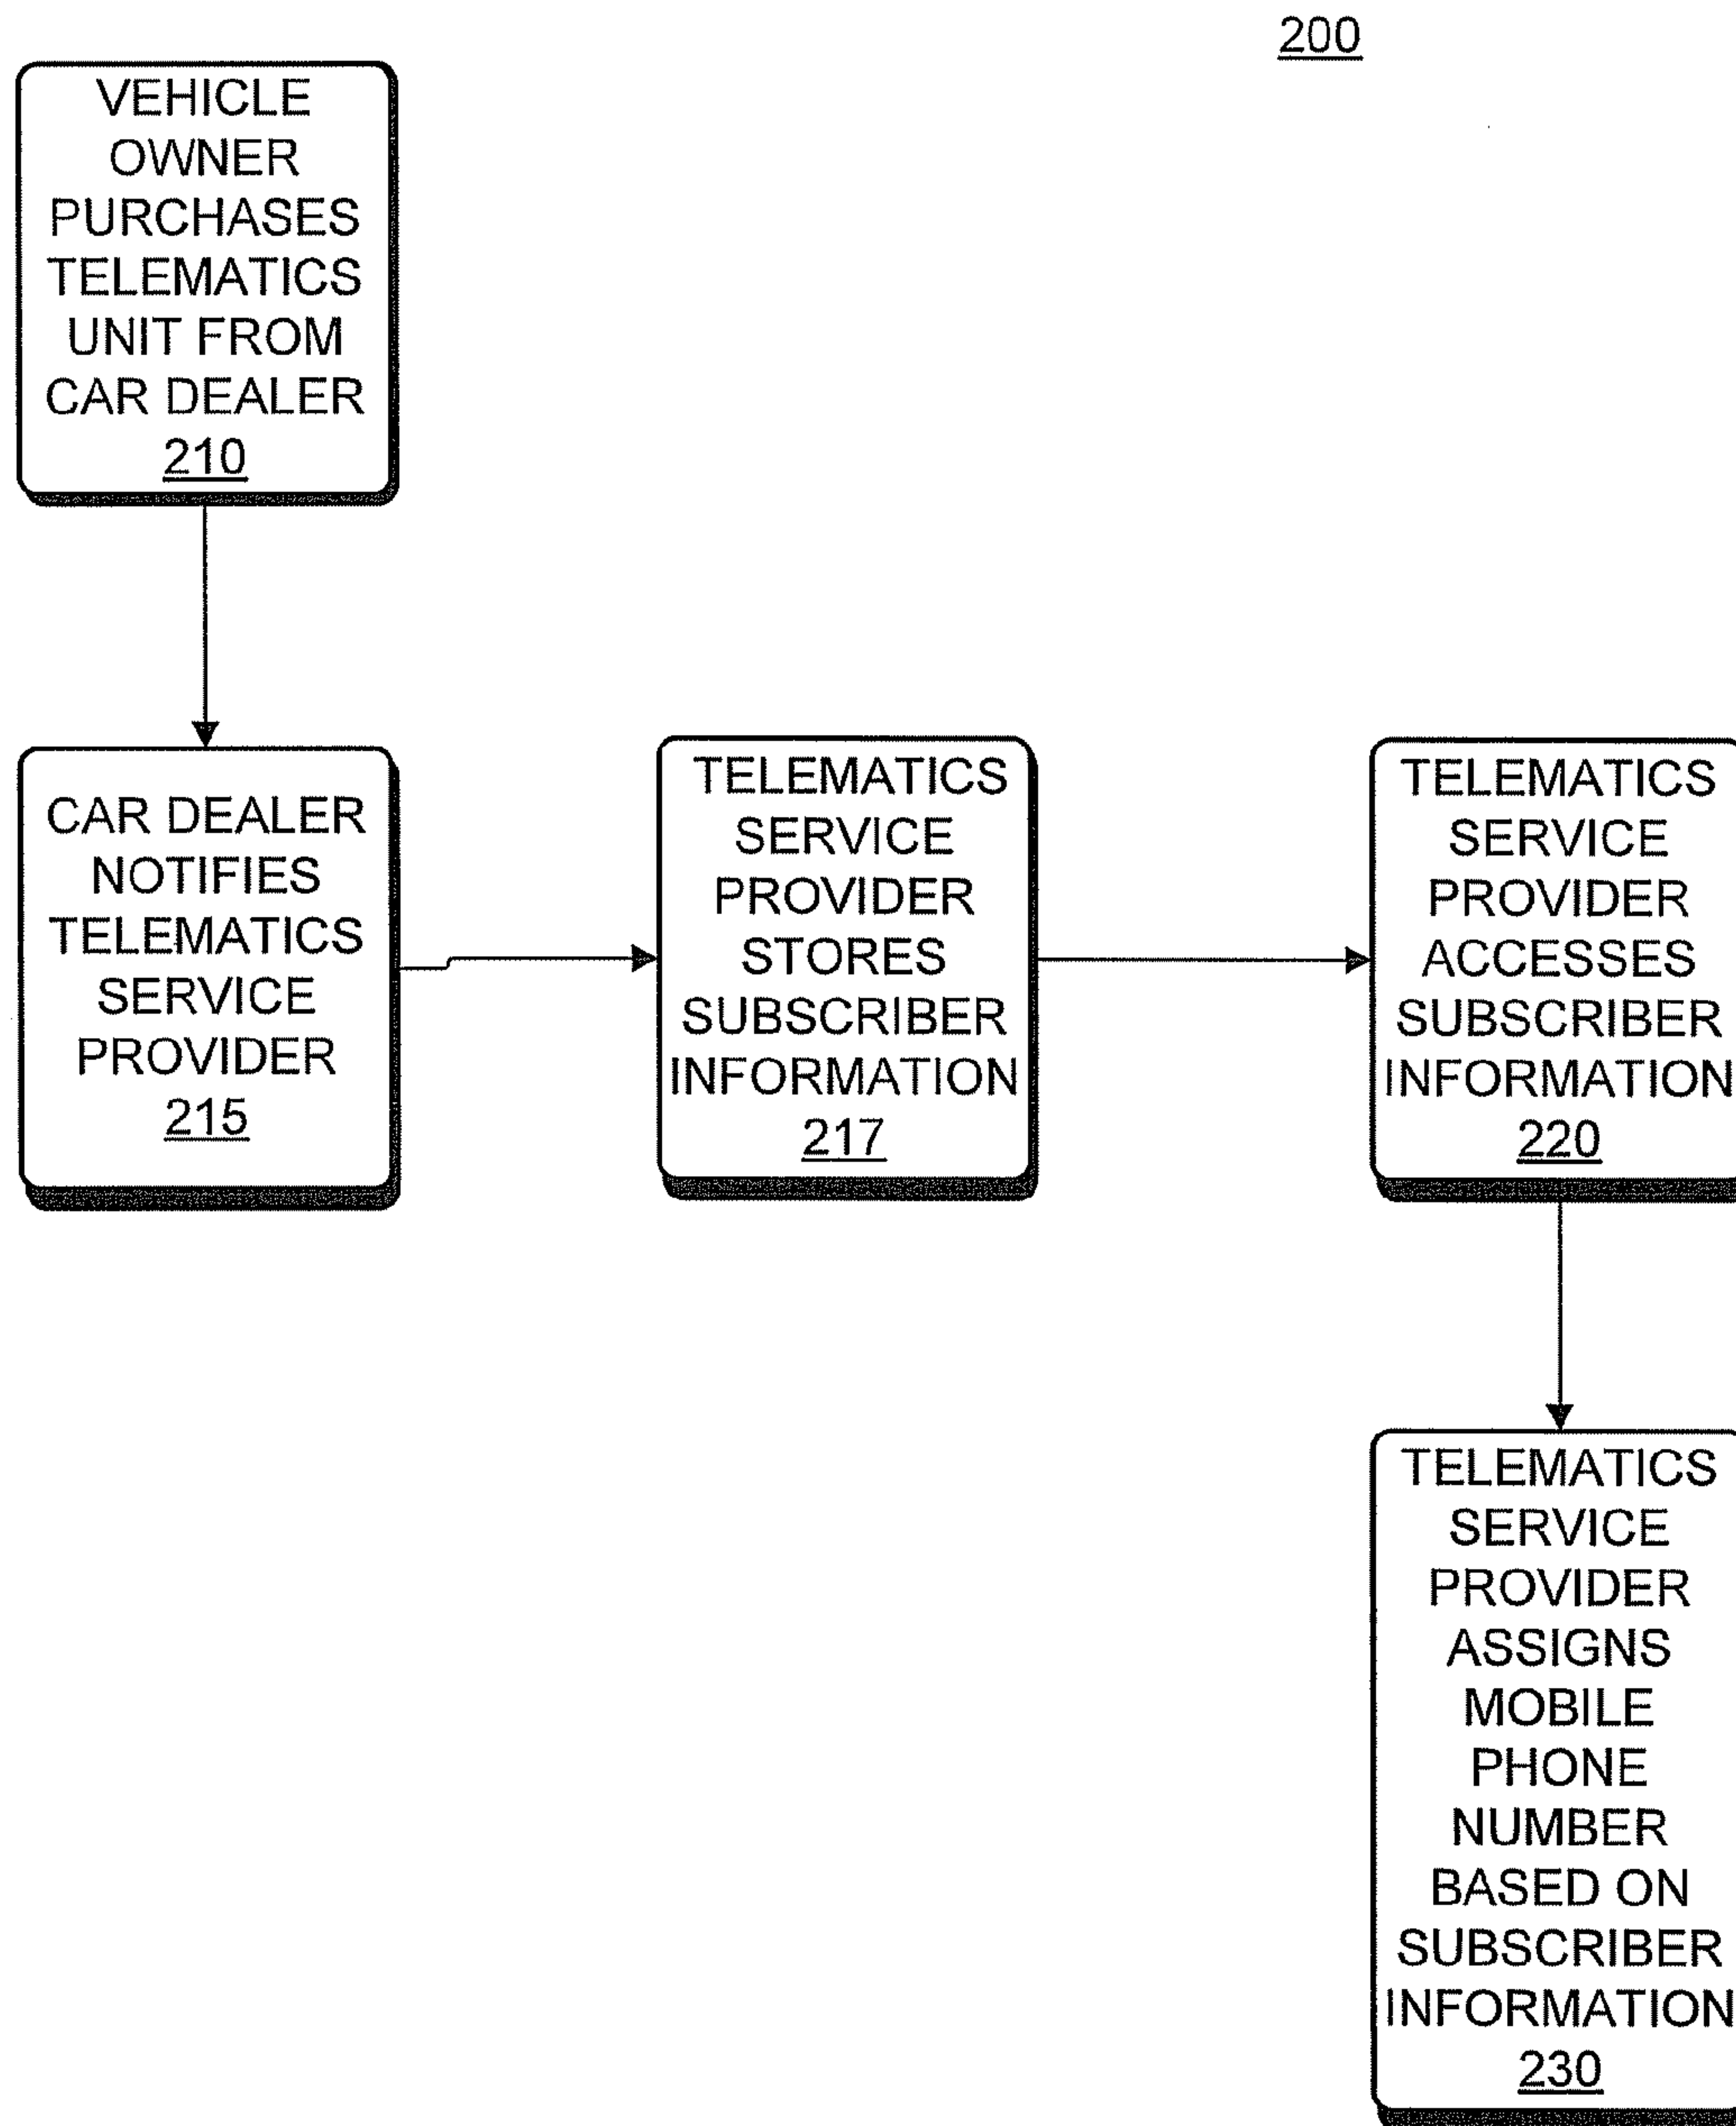 200
VEHICLE
OWNER
PURCHASES
TELEMATICS
UNIT FROM
CAR DEALER
210
CAR DEALER
NOTIFIES
TELEMATICS
SERVICE
PROVIDER
215
TELEMATICS
SERVICE
PROVIDER
STORES
SUBSCRIBER
INFORMATION
217
TELEMATICS
SERVICE
PROVIDER
ACCESSES
SUBSCRIBER
INFORMATION
220
TELEMATICS
SERVICE
PROVIDER
ASSIGNS
MOBILE
PHONE
NUMBER
BASED ON
SUBSCRIBER
INFORMATION
230